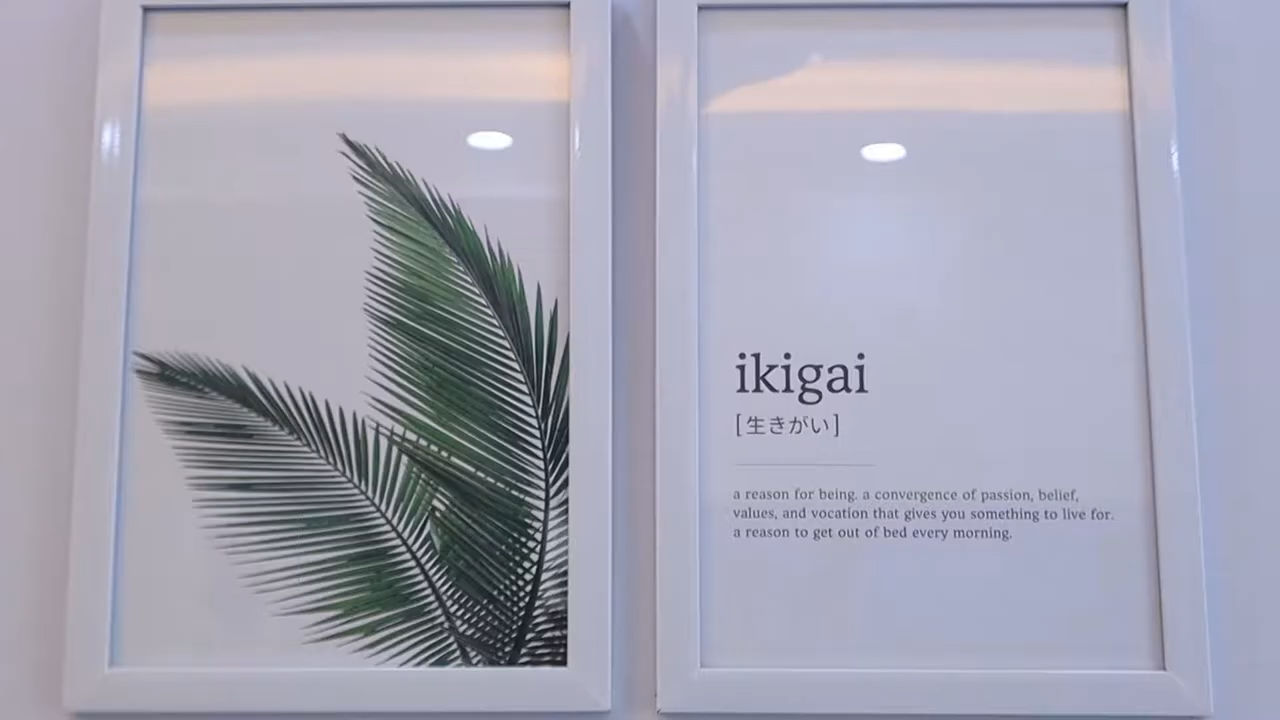 ikigai
[生きがい]
a reason for being. a convergence of passion, belief,
values, and vocation that gives you something to live for.
a reason to get out of bed every morning.